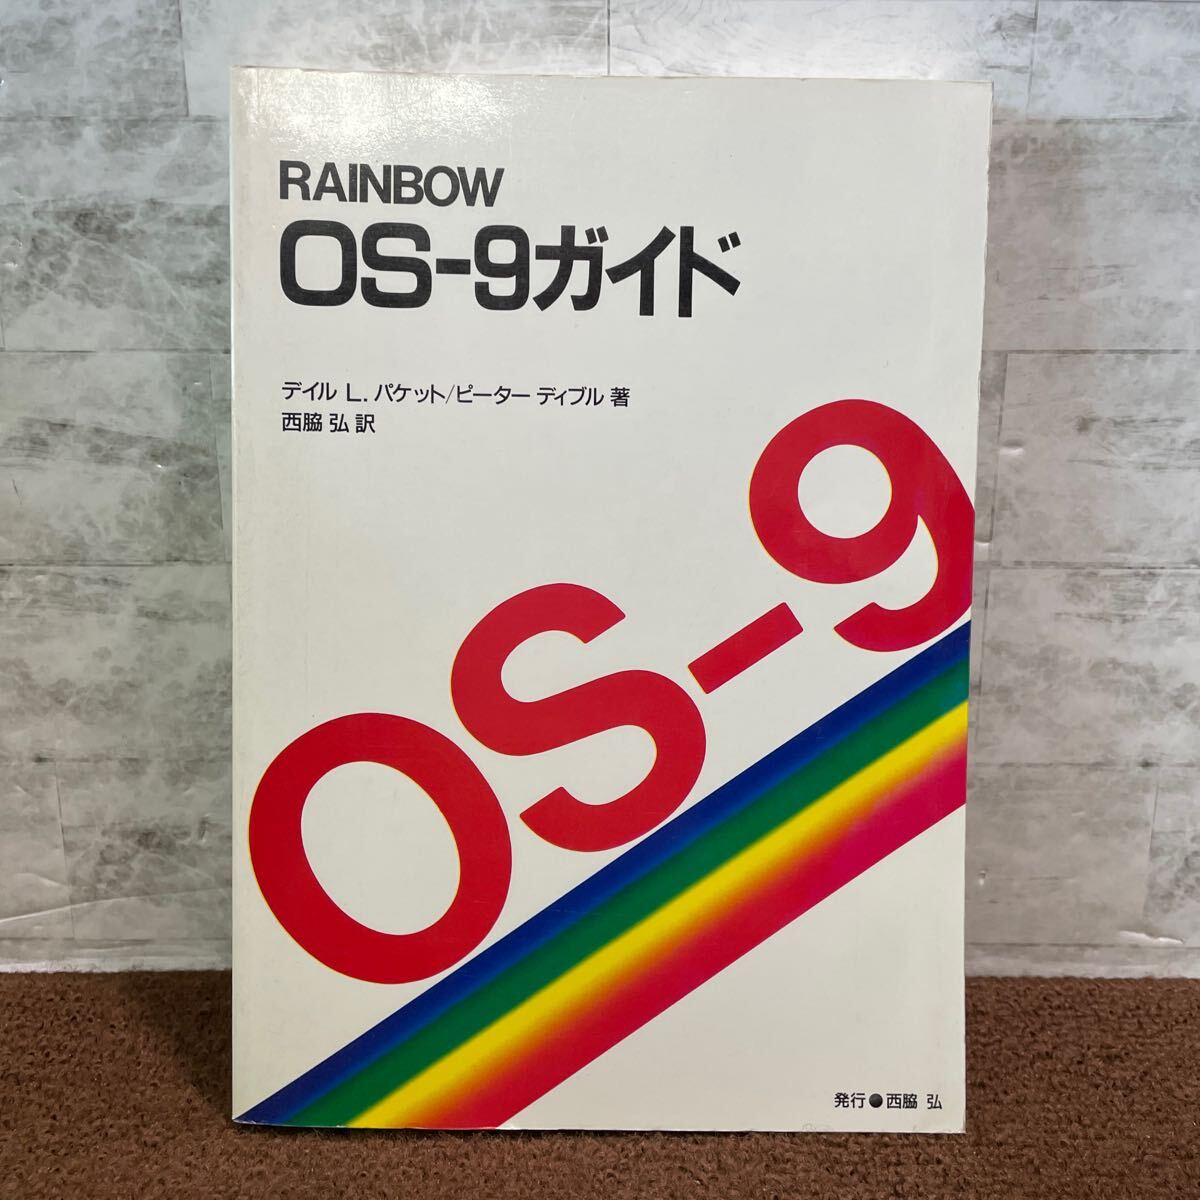 RAINBOW
OS-9ガイド
デイル L. パケット/ピーター ディブル 著
西脇 弘 訳
OS-9
発行●西脇 弘